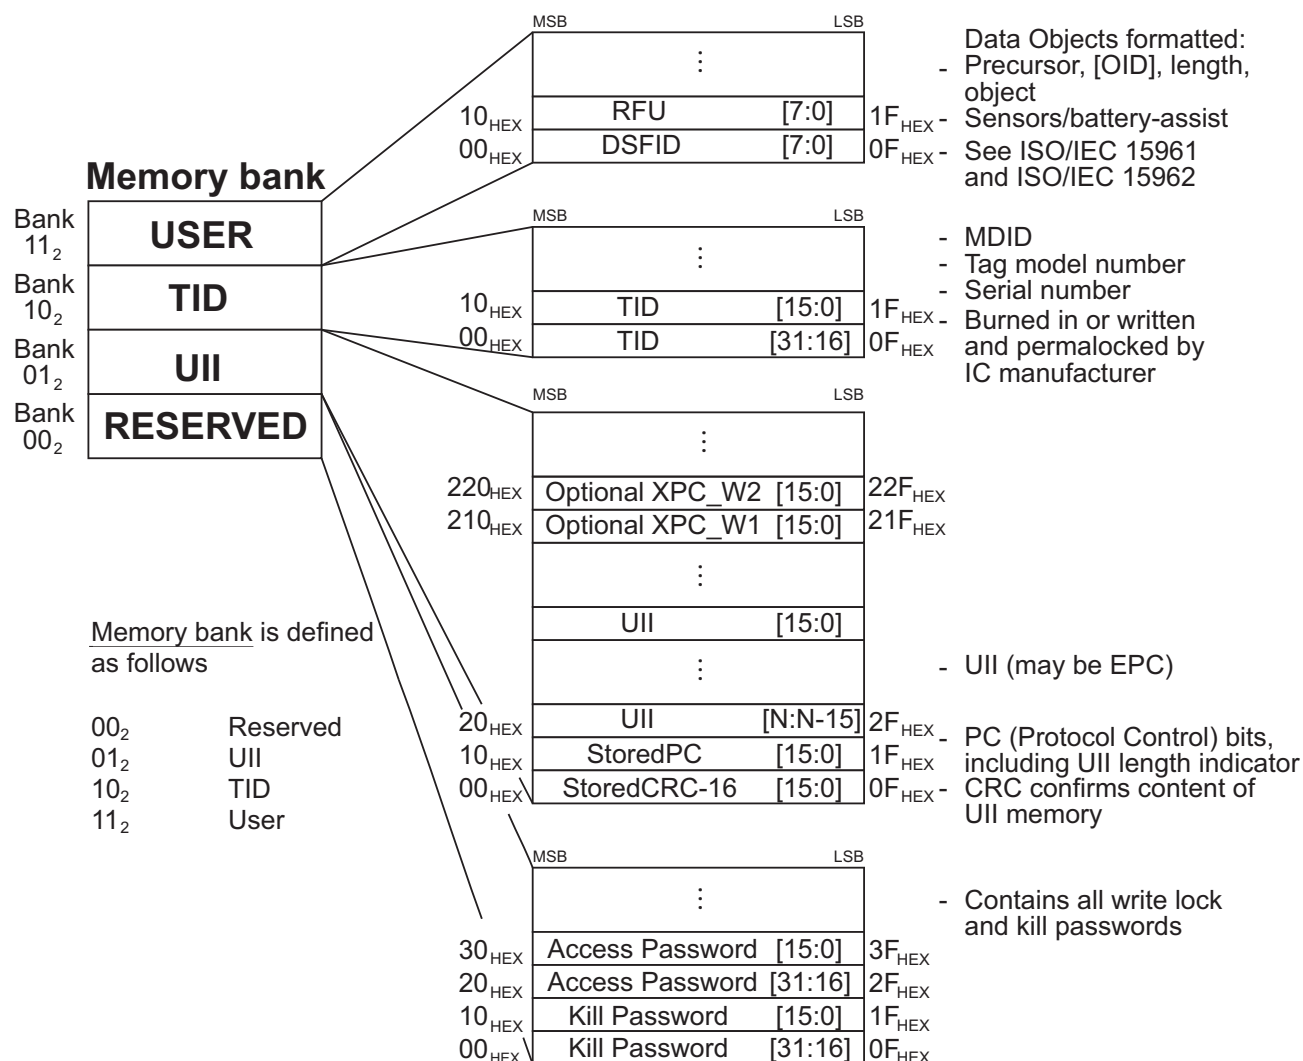 MSB LSB
⋮
10HEX RFU [7:0] 1FHEX
00HEX DSFID [7:0] 0FHEX
Data Objects formatted:
- Precursor, [OID], length,
object
- Sensors/battery-assist
- See ISO/IEC 15961
and ISO/IEC 15962
Memory bank
Bank
11₂
USER
Bank
10₂
TID
Bank
01₂
UII
Bank
00₂
RESERVED
MSB LSB
⋮
10HEX TID [15:0] 1FHEX
00HEX TID [31:16] 0FHEX
- MDID
- Tag model number
- Serial number
- Burned in or written
and permalocked by
IC manufacturer
MSB LSB
⋮
220HEX Optional XPC_W2 [15:0] 22FHEX
210HEX Optional XPC_W1 [15:0] 21FHEX
⋮
UII [15:0]
⋮
20HEX UII [N:N-15] 2FHEX
10HEX StoredPC [15:0] 1FHEX
00HEX StoredCRC-16 [15:0] 0FHEX
- UII (may be EPC)
- PC (Protocol Control) bits,
including UII length indicator
- CRC confirms content of
UII memory
Memory bank is defined
as follows
00₂ Reserved
01₂ UII
10₂ TID
11₂ User
MSB LSB
⋮
30HEX Access Password [15:0] 3FHEX
20HEX Access Password [31:16] 2FHEX
10HEX Kill Password [15:0] 1FHEX
00HEX Kill Password [31:16] 0FHEX
- Contains all write lock
and kill passwords